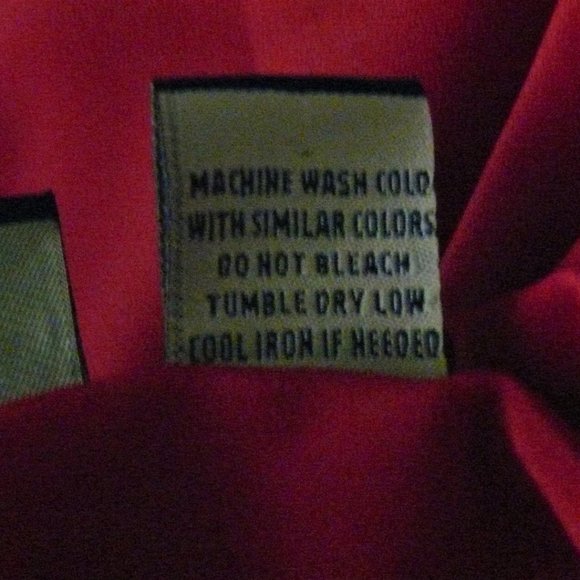 MACHINE WASH COLD
WITH SIMILAR COLORS
DO NOT BLEACH
TUMBLE DRY LOW
COOL IRON IF NEEDED